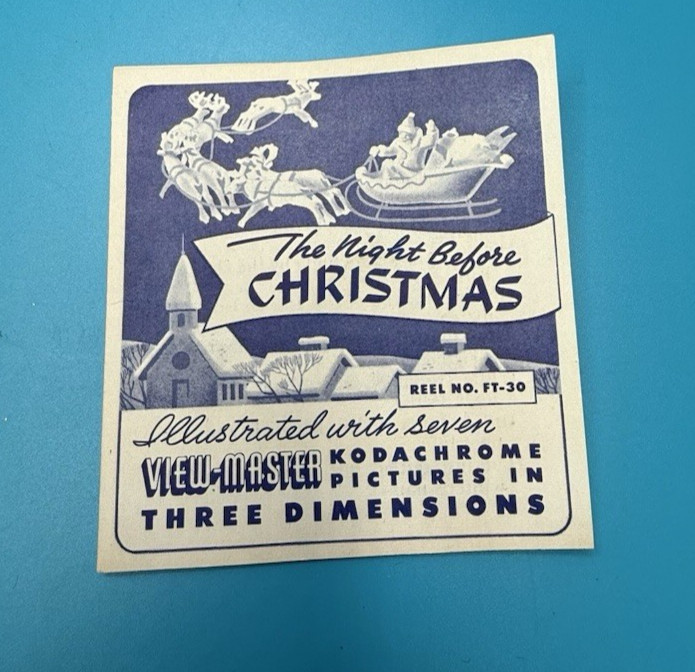 The Night Before
CHRISTMAS
REEL NO. FT-30
Illustrated with seven
VIEW-MASTER KODACHROME
PICTURES IN
THREE DIMENSIONS